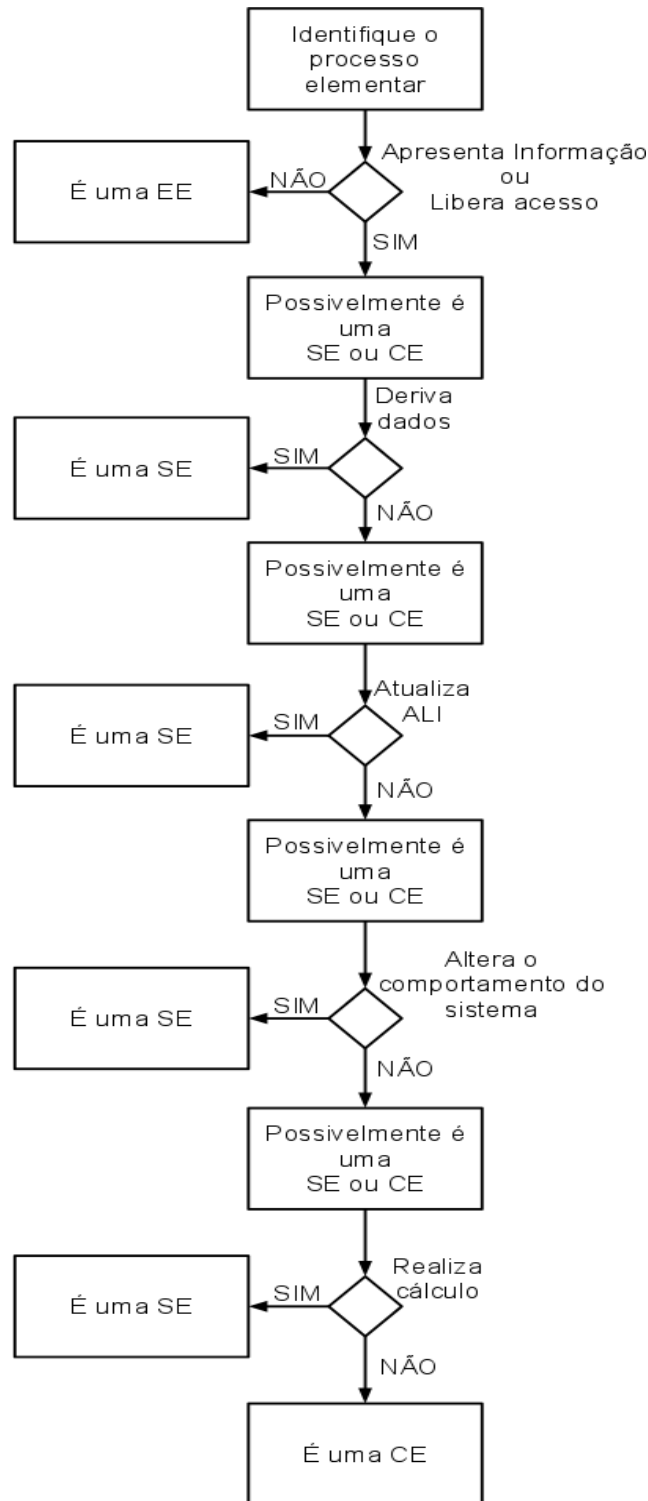 Identifique o
processo
elementar
Apresenta Informação
ou
Libera acesso
NÃO
É uma EE
SIM
Possivelmente é
uma
SE ou CE
Deriva
dados
SIM
É uma SE
NÃO
Possivelmente é
uma
SE ou CE
Atualiza
ALI
SIM
É uma SE
NÃO
Possivelmente é
uma
SE ou CE
Altera o
comportamento do
sistema
SIM
É uma SE
NÃO
Possivelmente é
uma
SE ou CE
Realiza
cálculo
SIM
É uma SE
NÃO
É uma CE